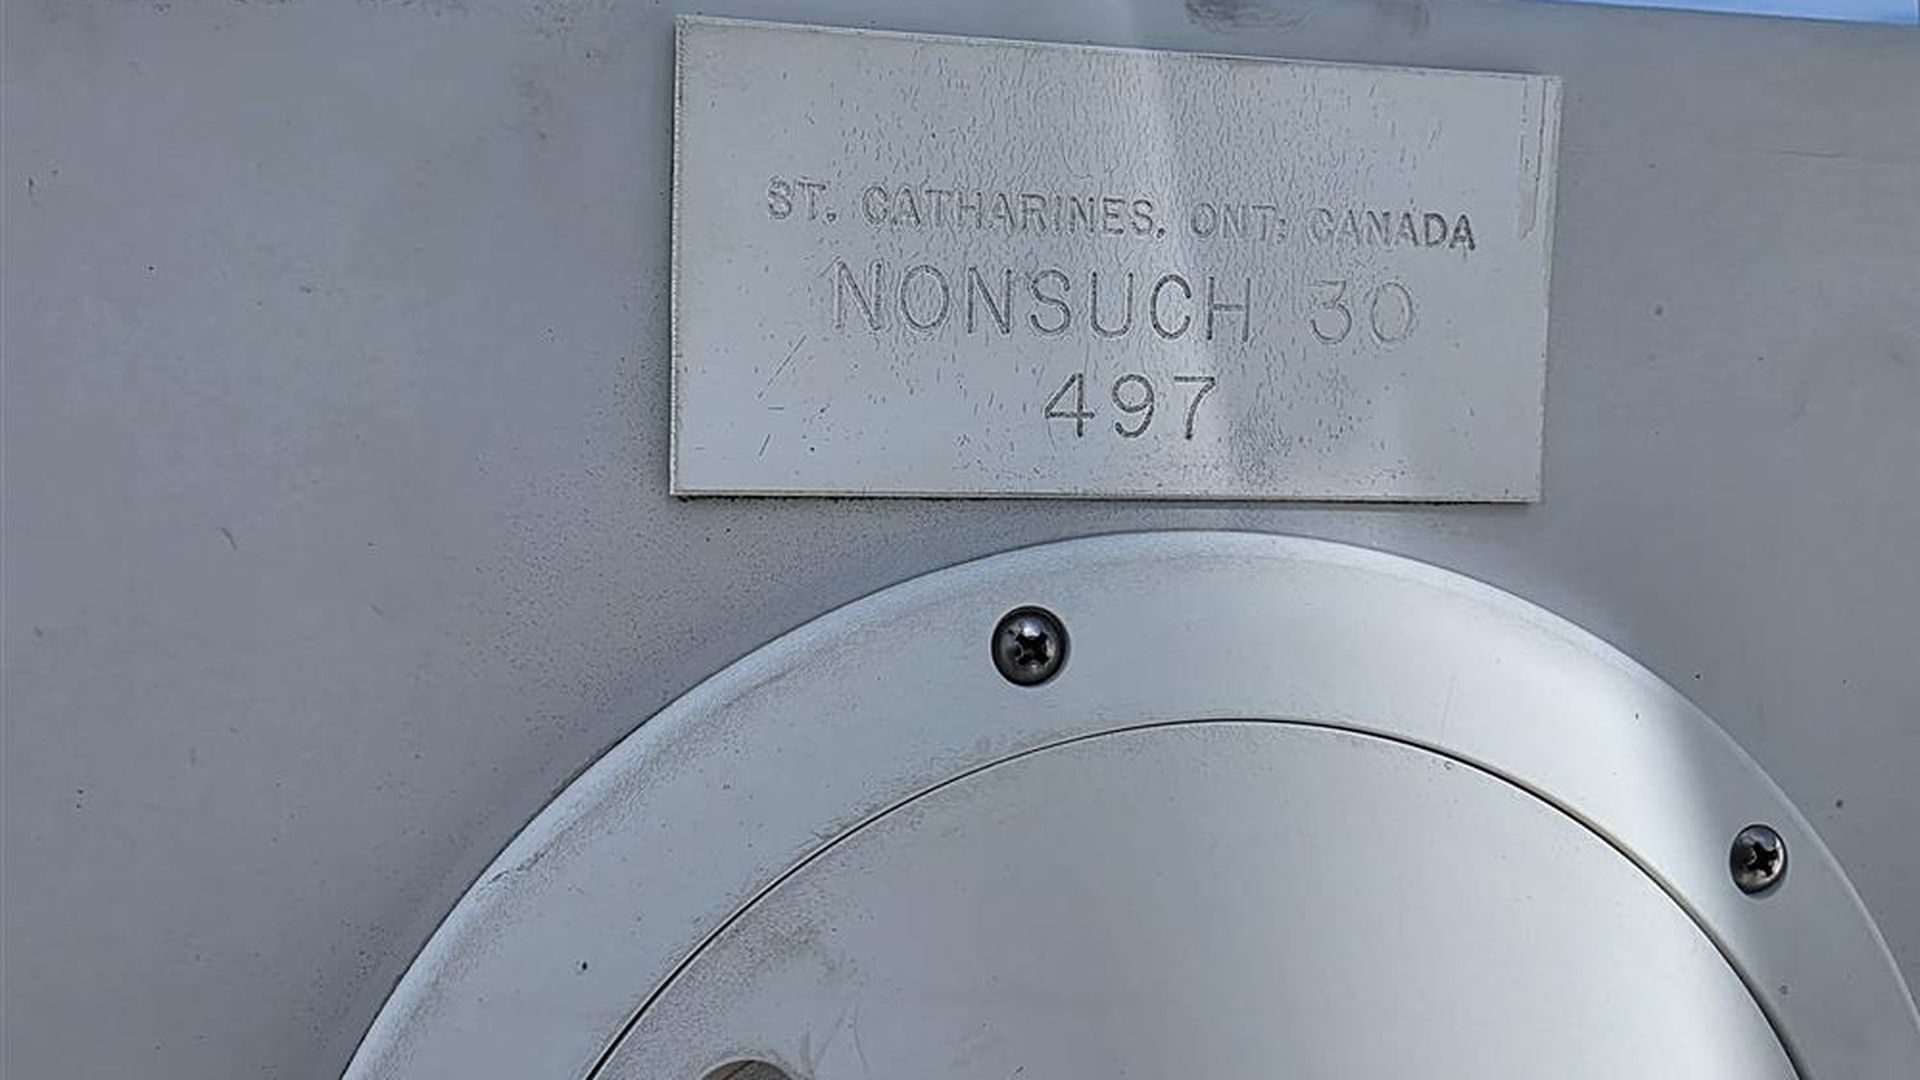 ST. CATHARINES, ONT; CANADA
NONSUCH 30
497